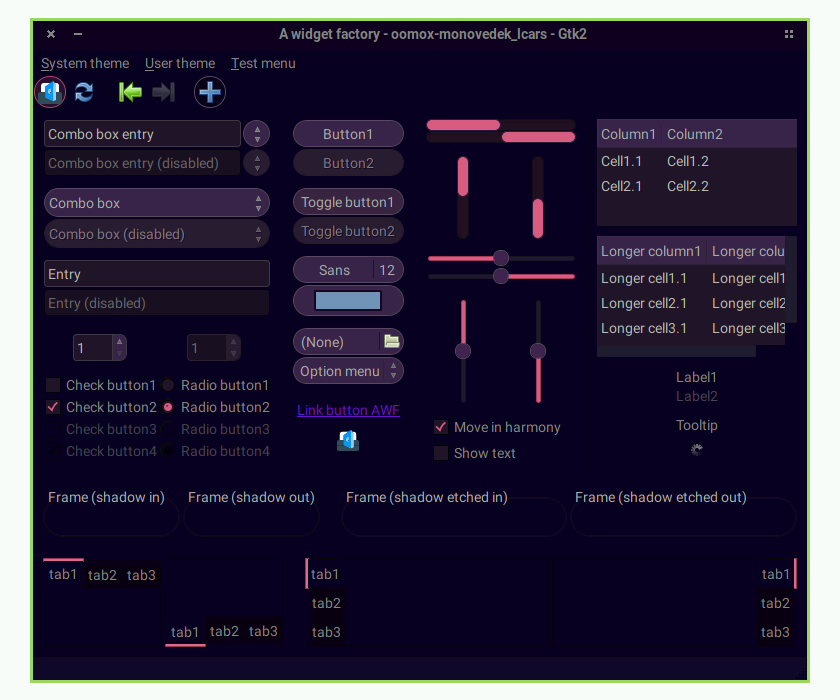 A widget factory - oomox-monovedek_lcars - Gtk2
System theme User theme Test menu
Combo box entry
Combo box entry (disabled)
Combo box
Combo box (disabled)
Entry
Entry (disabled)
1 1
Check button1 Radio button1
Check button2 Radio button2
Check button3 Radio button3
Check button4 Radio button4
Button1
Button2
Toggle button1
Toggle button2
Sans 12
(None)
Option menu
Link button AWF
Move in harmony
Show text
Column1 Column2
Cell1.1 Cell1.2
Cell2.1 Cell2.2
Longer column1 Longer colu
Longer cell1.1 Longer cell1
Longer cell2.1 Longer cell2
Longer cell3.1 Longer cell3
Label1
Label2
Tooltip
Frame (shadow in) Frame (shadow out) Frame (shadow etched in) Frame (shadow etched out)
tab1 tab2 tab3
tab1 tab2 tab3
tab1
tab2
tab3
tab1
tab2
tab3